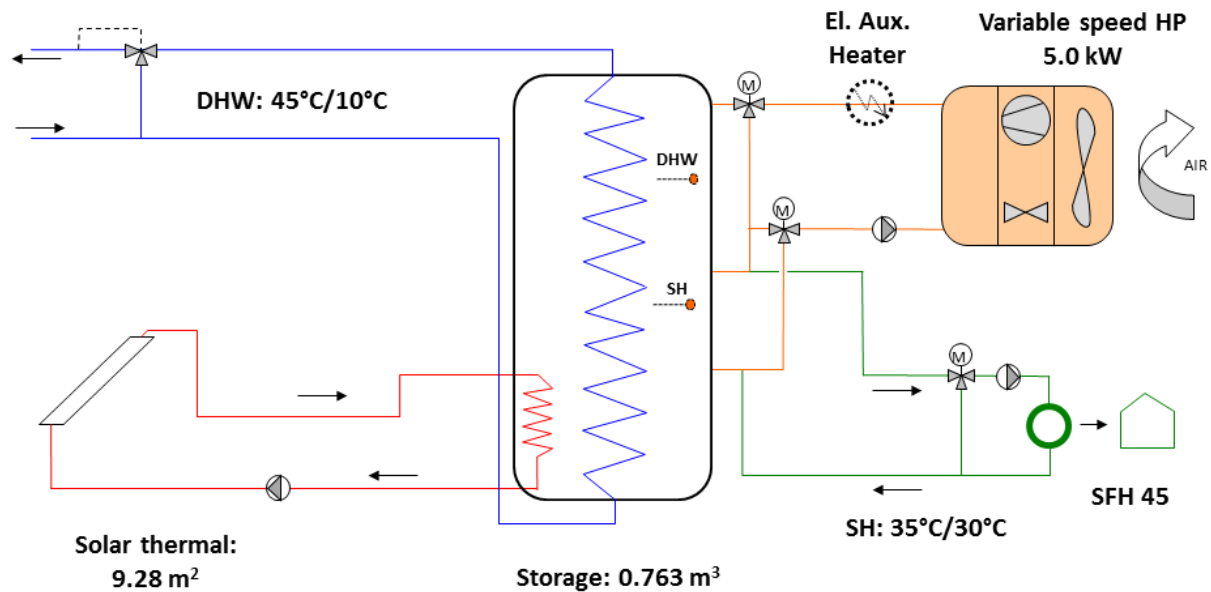 El. Aux.
Heater
Variable speed HP
5.0 kW
DHW: 45°C/10°C
M
AIR
DHW
M
SH
M
SFH 45
SH: 35°C/30°C
Solar thermal:
9.28 m²
Storage: 0.763 m³